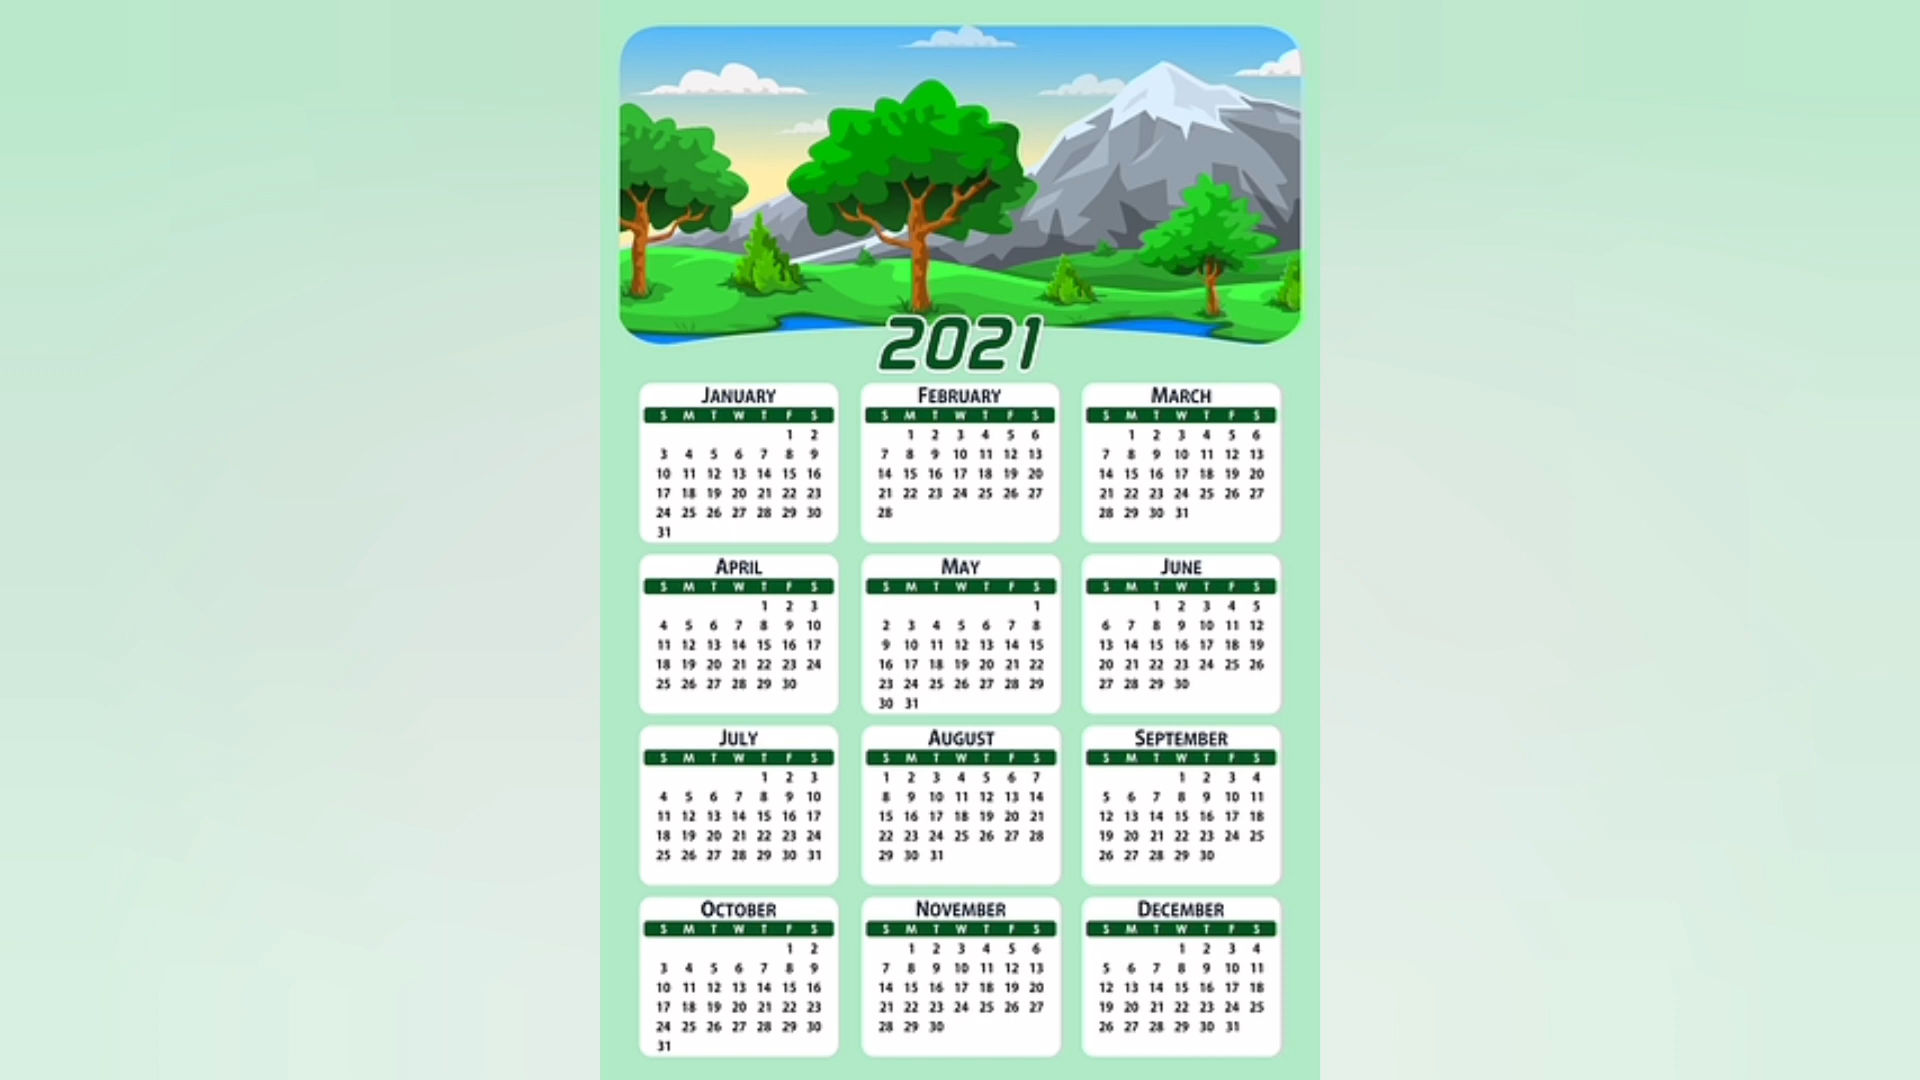 2021
JANUARY
S M T W T F S
1 2
3 4 5 6 7 8 9
10 11 12 13 14 15 16
17 18 19 20 21 22 23
24 25 26 27 28 29 30
31
FEBRUARY
S M T W T F S
1 2 3 4 5 6
7 8 9 10 11 12 13
14 15 16 17 18 19 20
21 22 23 24 25 26 27
28
MARCH
S M T W T F S
1 2 3 4 5 6
7 8 9 10 11 12 13
14 15 16 17 18 19 20
21 22 23 24 25 26 27
28 29 30 31
APRIL
S M T W T F S
1 2 3
4 5 6 7 8 9 10
11 12 13 14 15 16 17
18 19 20 21 22 23 24
25 26 27 28 29 30
MAY
S M T W T F S
1
2 3 4 5 6 7 8
9 10 11 12 13 14 15
16 17 18 19 20 21 22
23 24 25 26 27 28 29
30 31
JUNE
S M T W T F S
1 2 3 4 5
6 7 8 9 10 11 12
13 14 15 16 17 18 19
20 21 22 23 24 25 26
27 28 29 30
JULY
S M T W T F S
1 2 3
4 5 6 7 8 9 10
11 12 13 14 15 16 17
18 19 20 21 22 23 24
25 26 27 28 29 30 31
AUGUST
S M T W T F S
1 2 3 4 5 6 7
8 9 10 11 12 13 14
15 16 17 18 19 20 21
22 23 24 25 26 27 28
29 30 31
SEPTEMBER
S M T W T F S
1 2 3 4
5 6 7 8 9 10 11
12 13 14 15 16 17 18
19 20 21 22 23 24 25
26 27 28 29 30
OCTOBER
S M T W T F S
1 2
3 4 5 6 7 8 9
10 11 12 13 14 15 16
17 18 19 20 21 22 23
24 25 26 27 28 29 30
31
NOVEMBER
S M T W T F S
1 2 3 4 5 6
7 8 9 10 11 12 13
14 15 16 17 18 19 20
21 22 23 24 25 26 27
28 29 30
DECEMBER
S M T W T F S
1 2 3 4
5 6 7 8 9 10 11
12 13 14 15 16 17 18
19 20 21 22 23 24 25
26 27 28 29 30 31